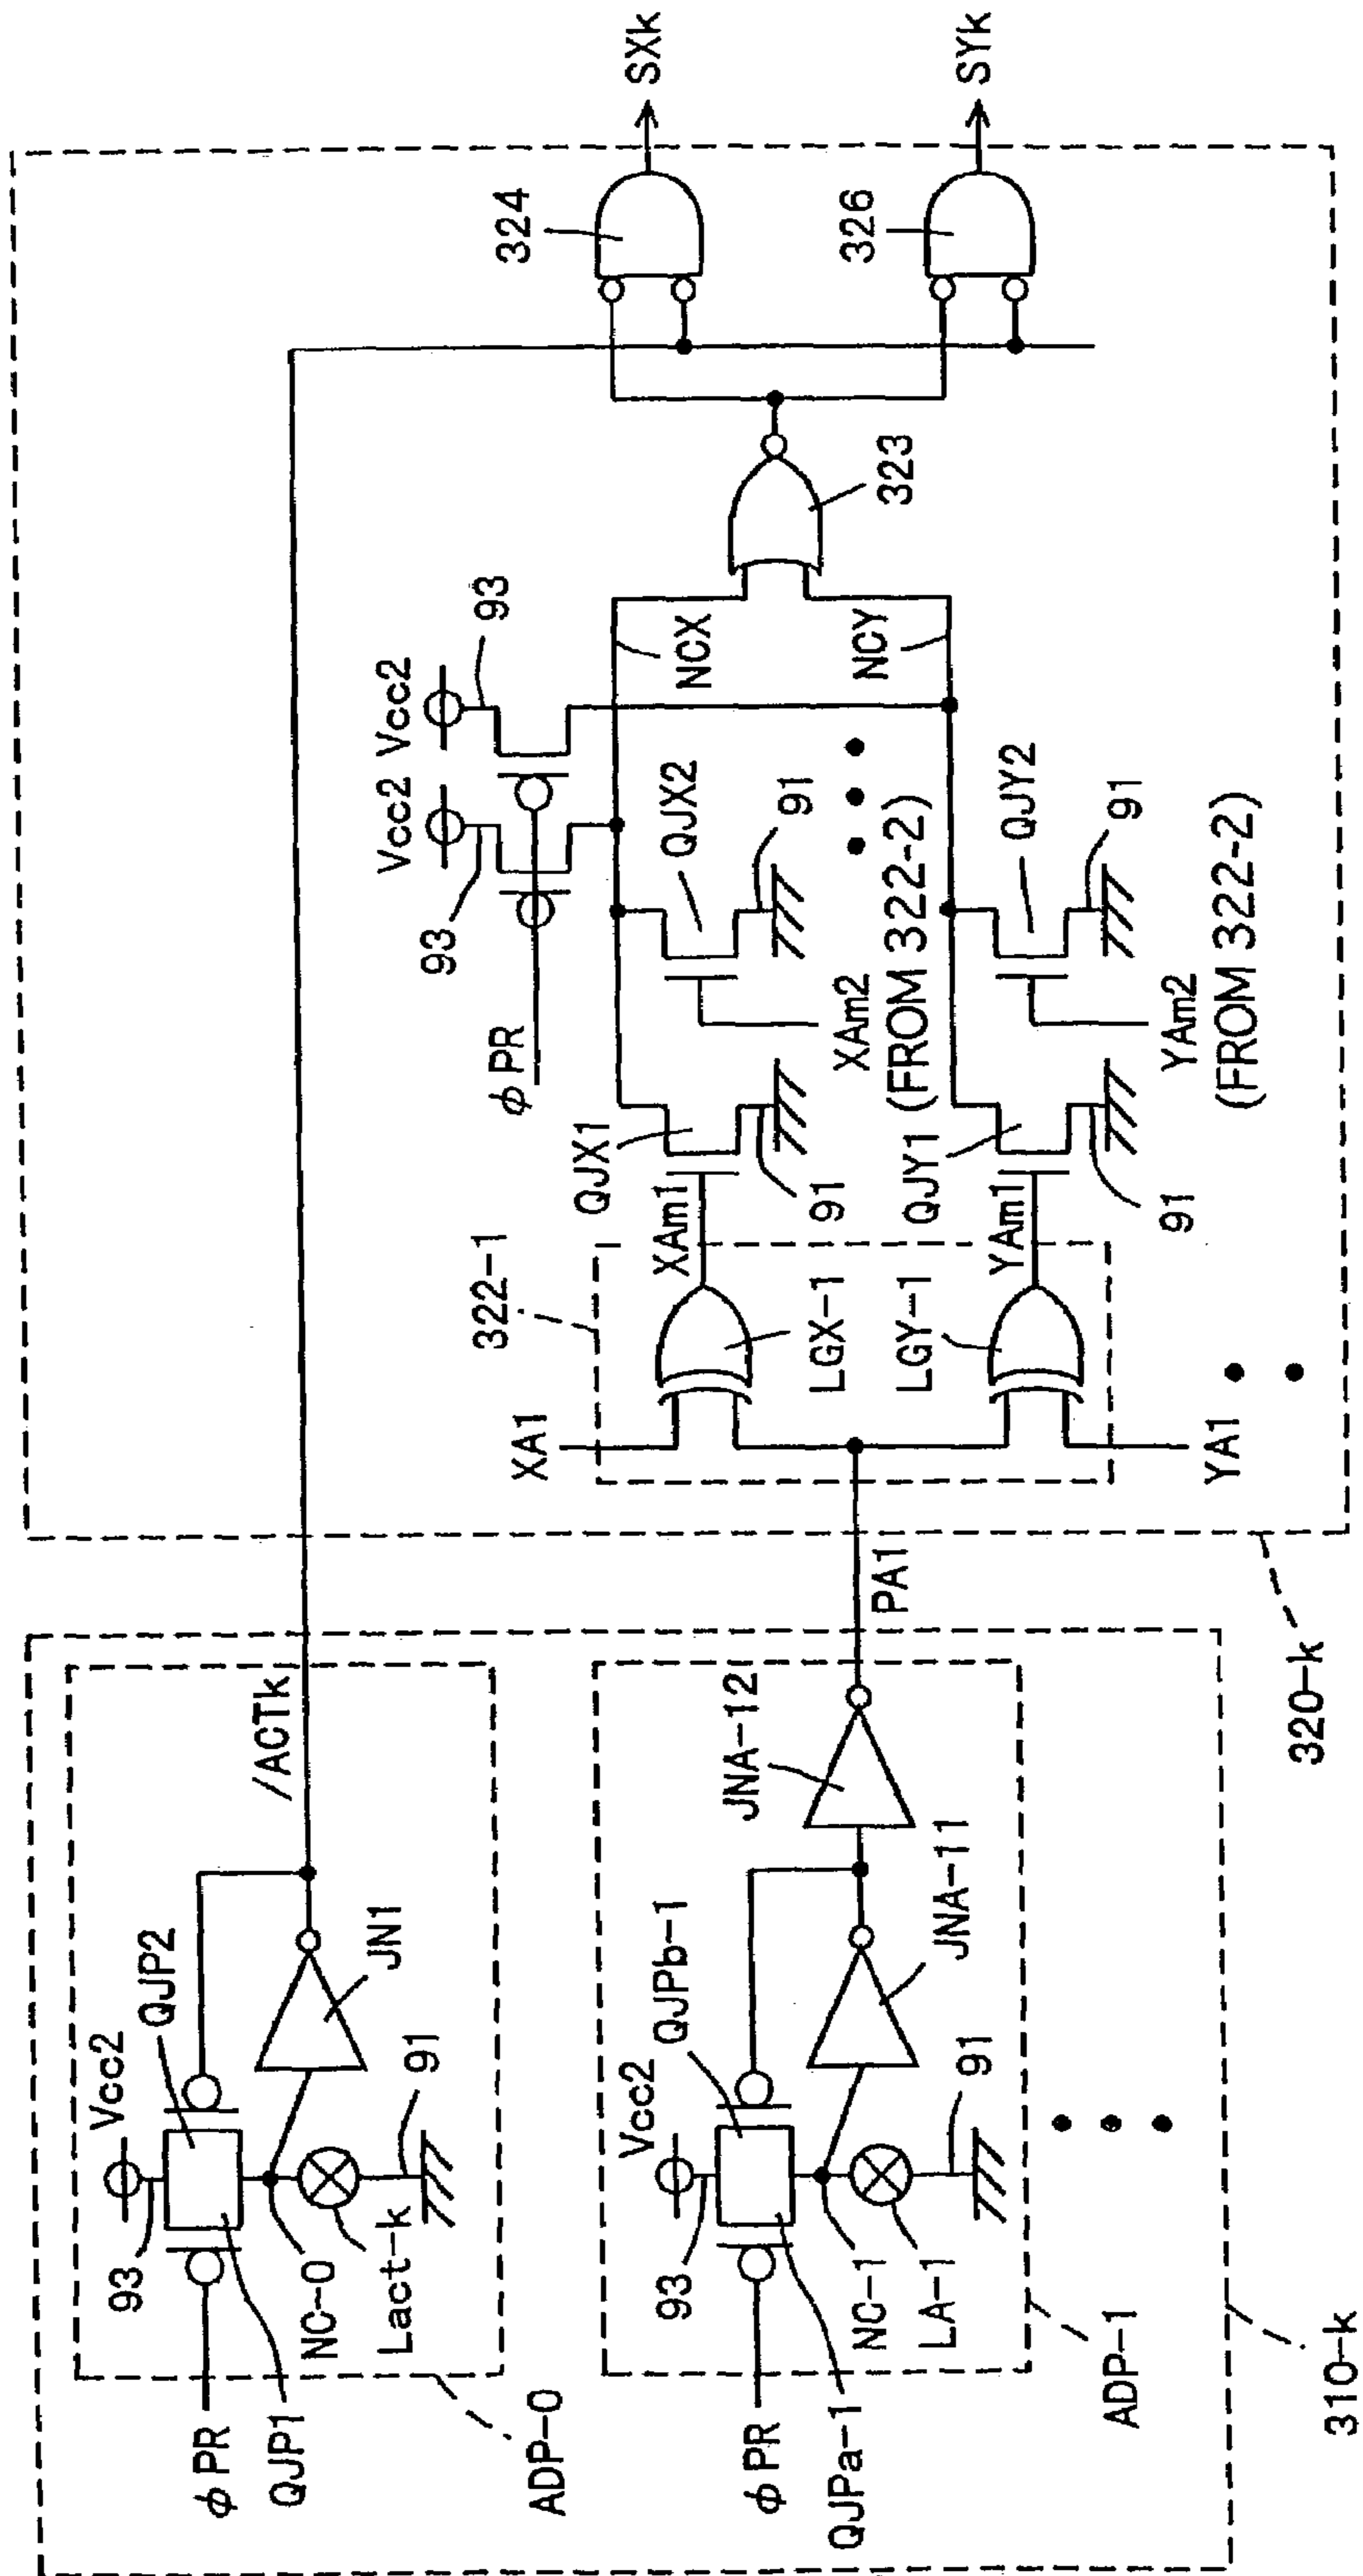 310-k
ADP-0
φPR
QJP1
93
Vcc2
QJP2
NC-0
Lact-k
91
JN1
/ACTk
ADP-1
φPR
QJPa-1
93
Vcc2
QJPb-1
NC-1
LA-1
91
JNA-11
JNA-12
PA1
320-k
322-1
XA1
LGX-1
LGY-1
YA1
XAm1
YAm1
QJX1
91
QJY1
91
φPR
93
Vcc2
Vcc2
93
QJX2
91
XAm2
(FROM 322-2)
QJY2
91
YAm2
(FROM 322-2)
NCX
NCY
323
324
326
SXk
SYk